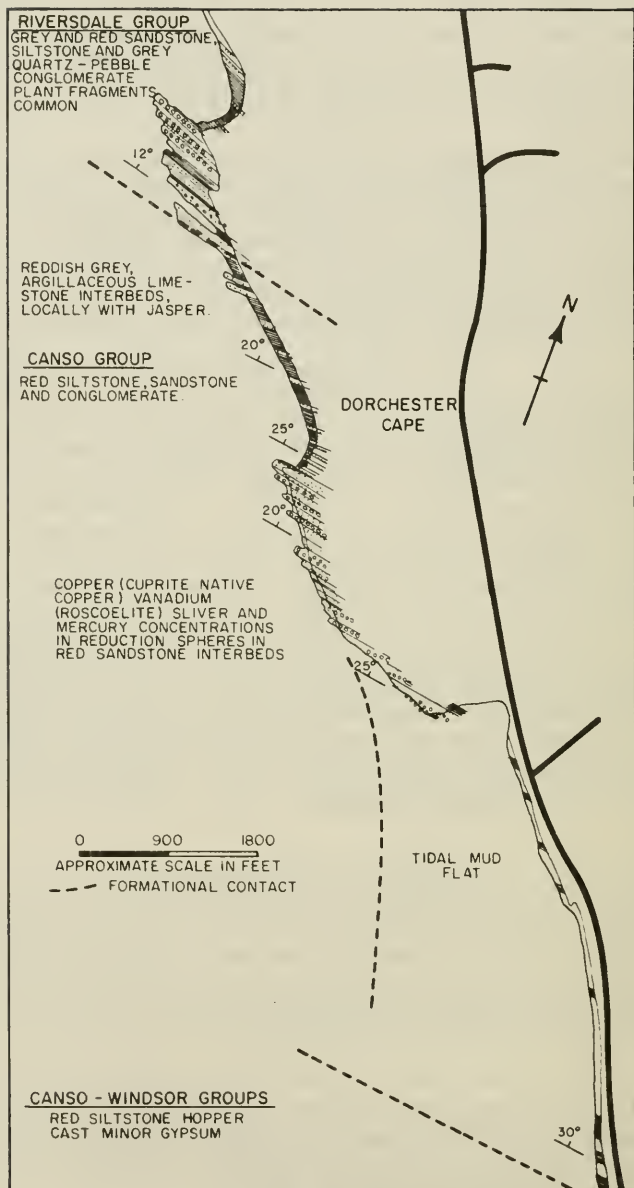 RIVERSDALE GROUP
GREY AND RED SANDSTONE,
SILTSTONE AND GREY
QUARTZ - PEBBLE
CONGLOMERATE
PLANT FRAGMENTS
COMMON
12°
REDDISH GREY,
ARGILLACEOUS LIME-
STONE INTERBEDS,
LOCALLY WITH JASPER.
CANSO GROUP
RED SILTSTONE, SANDSTONE
AND CONGLOMERATE.
20°
25°
20°
N
DORCHESTER
CAPE
COPPER (CUPRITE NATIVE
COPPER) VANADIUM
(ROSCOELITE) SLIVER AND
MERCURY CONCENTRATIONS
IN REDUCTION SPHERES IN
RED SANDSTONE INTERBEDS
25°
0 900 1800
APPROXIMATE SCALE IN FEET
FORMATIONAL CONTACT
TIDAL MUD
FLAT
CANSO - WINDSOR GROUPS
RED SILTSTONE HOPPER
CAST MINOR GYPSUM
30°